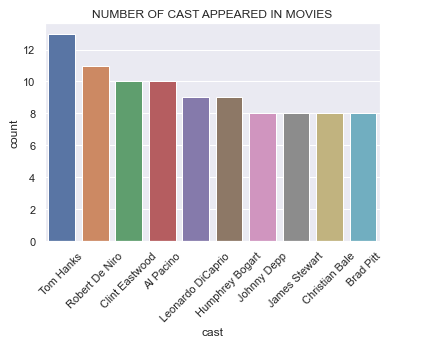 NUMBER OF CAST APPEARED IN MOVIES
count
12
10
8
6
4
2
0
Tom Hanks
Robert De Niro
Clint Eastwood
Al Pacino
Leonardo DiCaprio
Humphrey Bogart
Johnny Depp
James Stewart
Christian Bale
Brad Pitt
cast